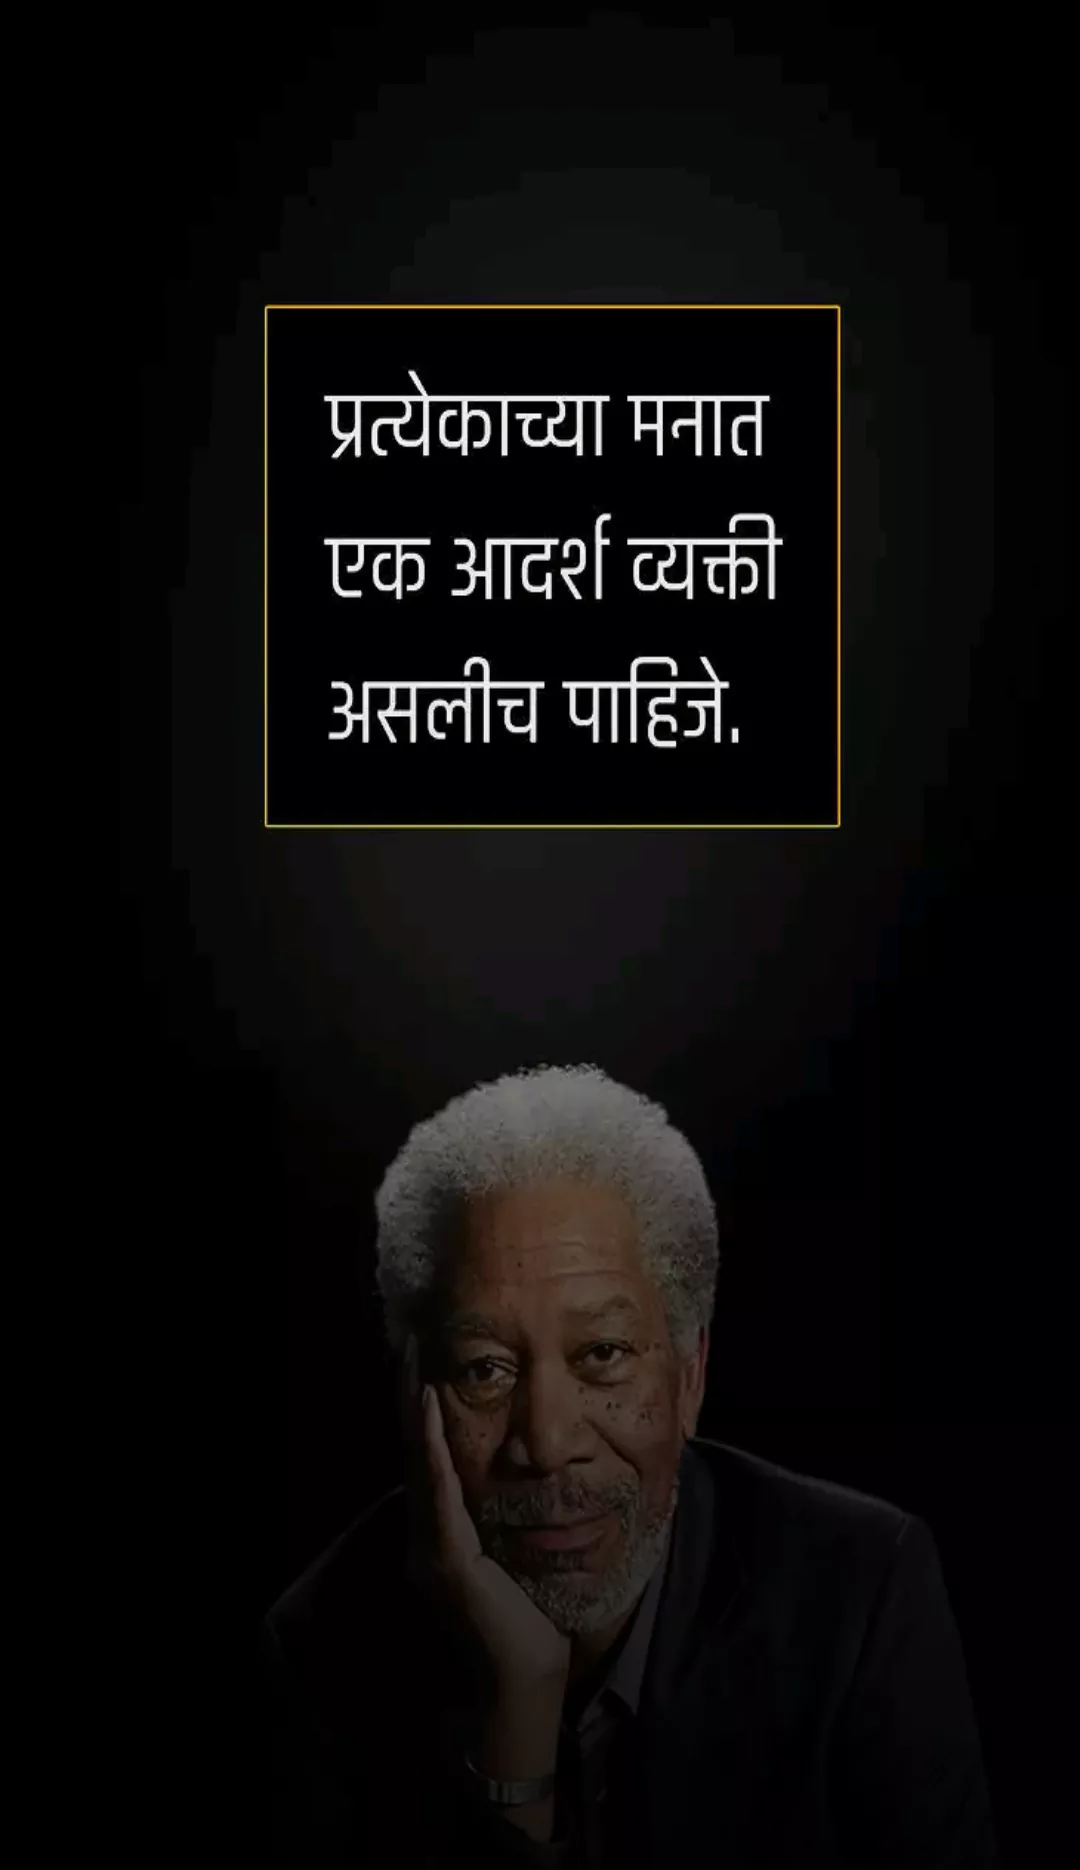 प्रत्येकाच्या मनात
एक आदर्श व्यक्ती
असलीच पाहिजे.